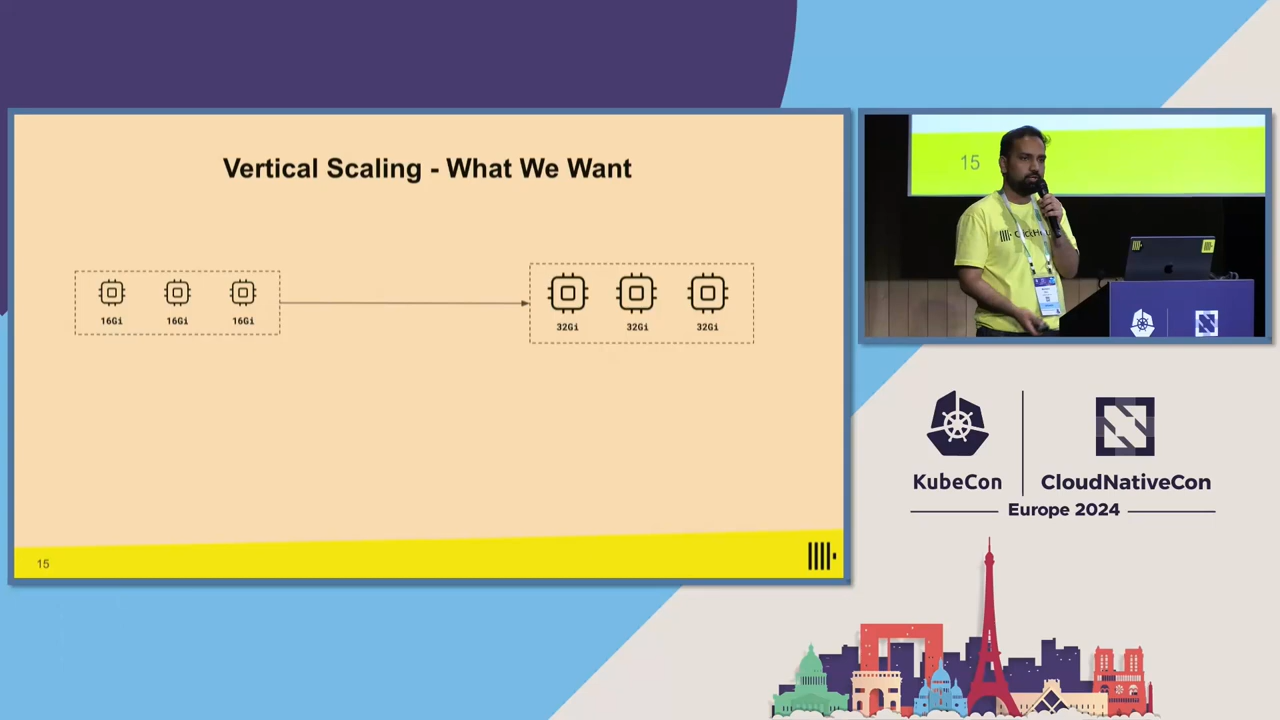 Vertical Scaling - What We Want
16Gi 16Gi 16Gi
32Gi 32Gi 32Gi
15
15
KubeCon
CloudNativeCon
Europe 2024